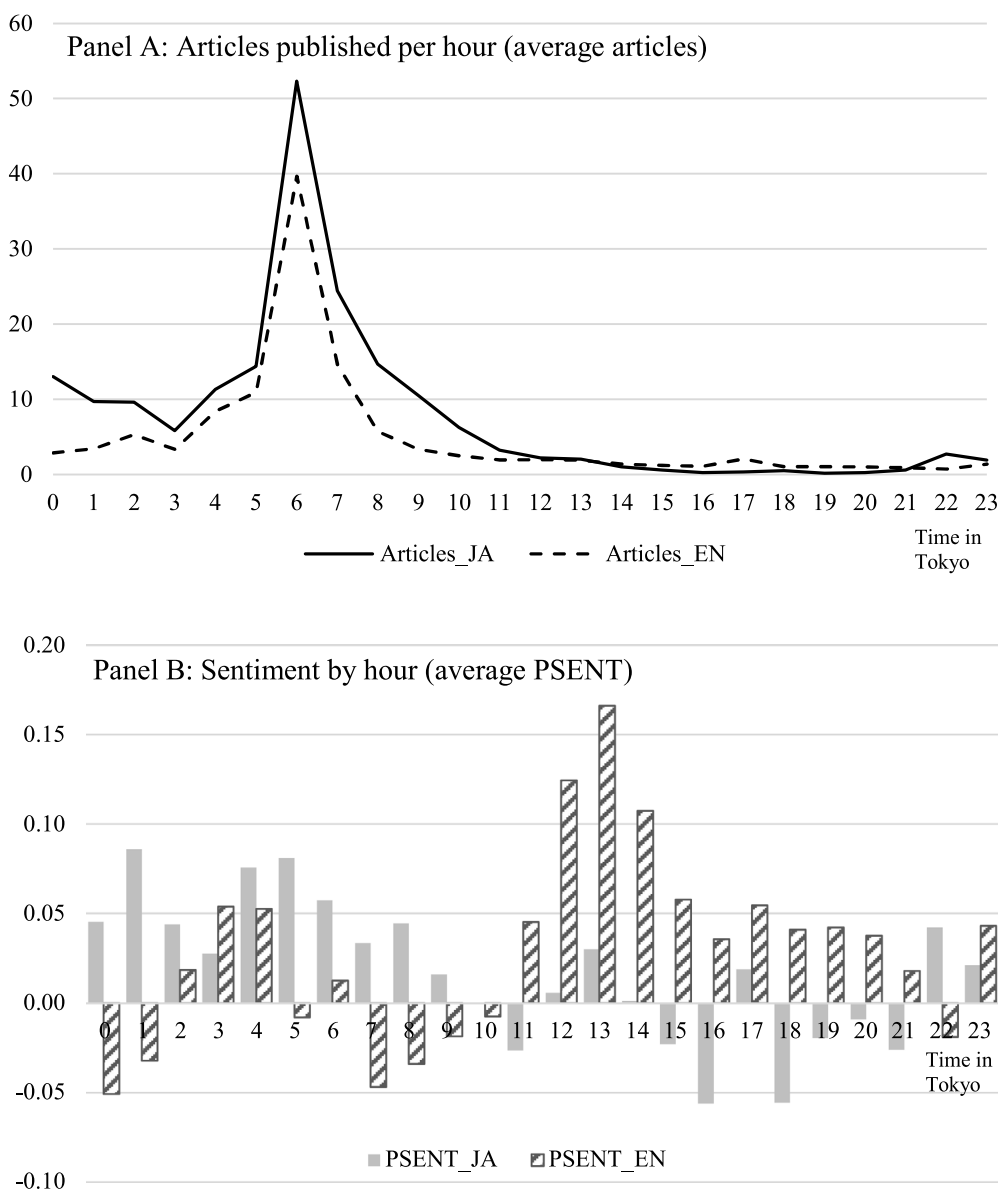 60
Panel A: Articles published per hour (average articles)
50
40
30
20
10
0
0 1 2 3 4 5 6 7 8 9 10 11 12 13 14 15 16 17 18 19 20 21 22 23
Time in
Tokyo
Articles_JA Articles_EN
0.20
Panel B: Sentiment by hour (average PSENT)
0.15
0.10
0.05
0.00
0 1 2 3 4 5 6 7 8 9 10 11 12 13 14 15 16 17 18 19 20 21 22 23
Time in
Tokyo
-0.05
PSENT_JA PSENT_EN
-0.10